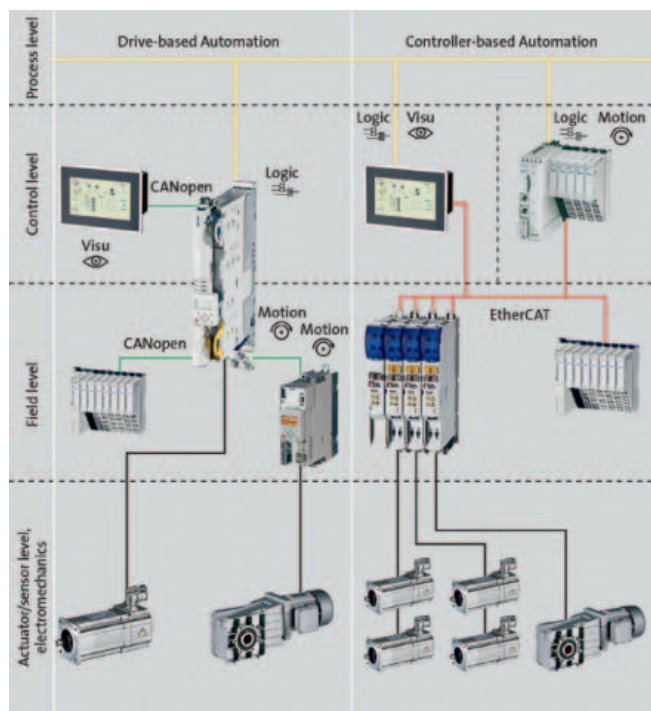 Drive-based Automation
Controller-based Automation
Process level
Logic
Visu
Logic
Motion
Control level
CANopen
Logic
Visu
EtherCAT
Field level
CANopen
Motion
Motion
Actuator/sensor level,
electromechanics